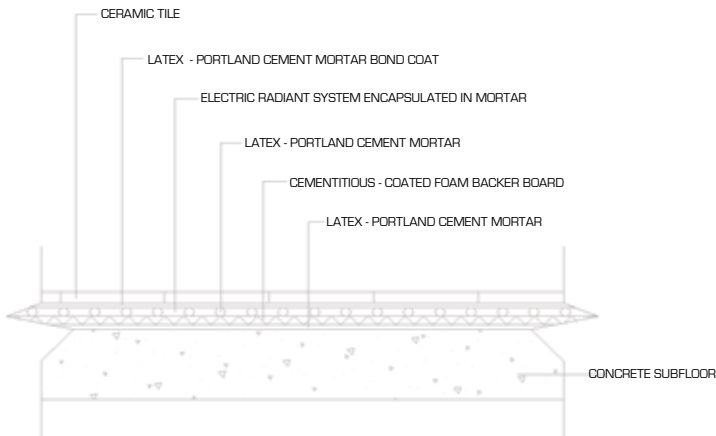 CERAMIC TILE
LATEX - PORTLAND CEMENT MORTAR BOND COAT
ELECTRIC RADIANT SYSTEM ENCAPSULATED IN MORTAR
LATEX - PORTLAND CEMENT MORTAR
CEMENTITIOUS - COATED FOAM BACKER BOARD
LATEX - PORTLAND CEMENT MORTAR
CONCRETE SUBFLOOR